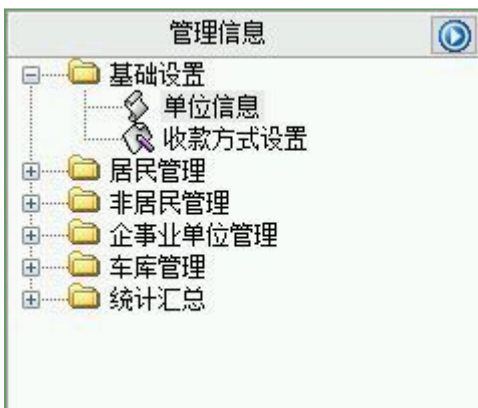 管理信息
基础设置
单位信息
收款方式设置
居民管理
非居民管理
企事业单位管理
车库管理
统计汇总